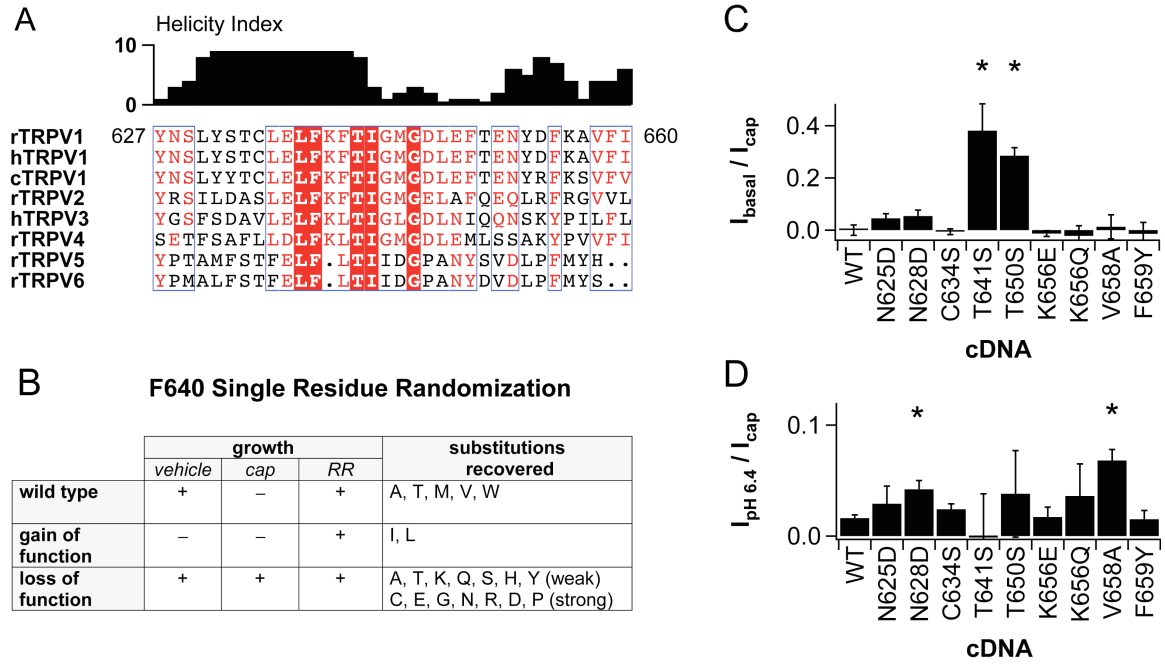 A
Helicity Index
10
0
rTRPV1 627 YNSLYSTCLELFKFTIGMGDLEFTENYDFKAVFI 660
hTRPV1 YNSLYSTCLELFKFTIGMGDLEFTENYDFKAVFI
cTRPV1 YNSLYYTCLELFKFTIGMGDLEFTENYRFKSVFV
rTRPV2 YRSILDASLELFKFTIGMGELAFQEQLRFRGVVL
hTRPV3 YGSFSDAVLELFKLTIGLGDLNIQQNSKYPILFL
rTRPV4 SETFSAFLLDLFKLTIGMGDLEMLSSAKYPVVFI
rTRPV5 YPTAMFSTFELF.LTIIDGPANYSVDLPFMYH..
rTRPV6 YPMALFSTFELF.LTIIDGPANYDVDLPFMYS..
B
F640 Single Residue Randomization
growth
substitutions
recovered
vehicle cap RR
wild type + – + A, T, M, V, W
gain of
function
– – + I, L
loss of
function
+ + + A, T, K, Q, S, H, Y (weak)
C, E, G, N, R, D, P (strong)
C
* *
0.4
0.2
0.0
Ibasal / Icap
WT N625D N628D C634S T641S T650S K656E K656Q V658A F659Y
cDNA
D
* *
0.1
0.0
IpH 6.4 / Icap
WT N625D N628D C634S T641S T650S K656E K656Q V658A F659Y
cDNA